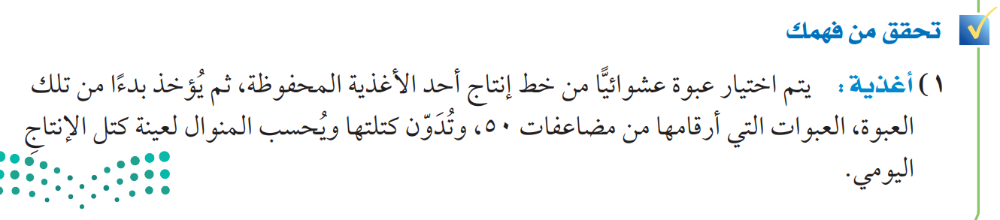 تحقق من فهمك
١) أغذية : يتم اختيار عبوة عشوائيًّا من خط إنتاج أحد الأغذية المحفوظة، ثم يُؤخذ بدءًا من تلك
العبوة، العبوات التي أرقامها من مضاعفات ٥٠، وتُدَوّن كتلتها ويُحسب المنوال لعينة كتل الإنتاجِ
اليومي.